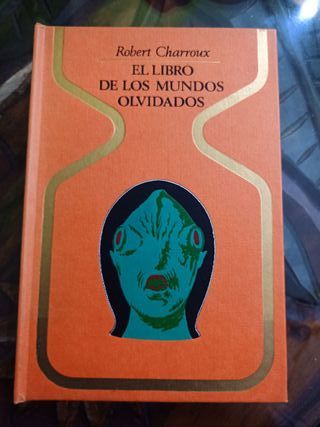 Robert Charroux
EL LIBRO
DE LOS MUNDOS
OLVIDADOS